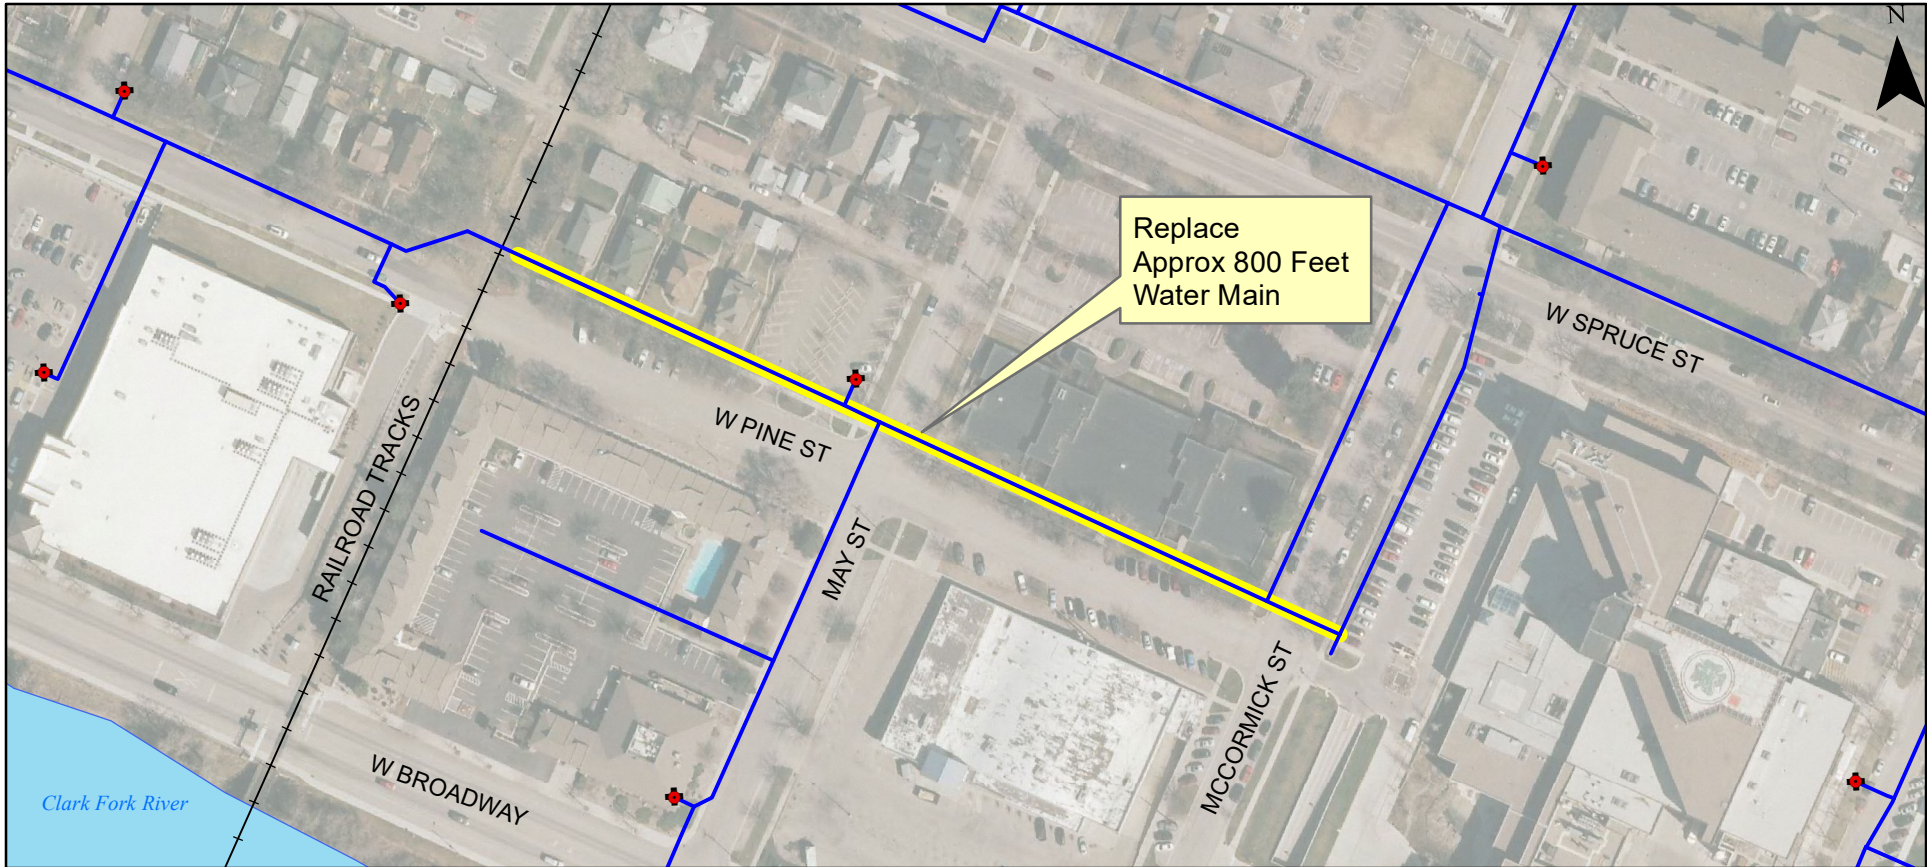 N
Replace
Approx 800 Feet
Water Main
W SPRUCE ST
W PINE ST
RAILROAD TRACKS
MAY ST
MCCORMICK ST
W BROADWAY
Clark Fork River